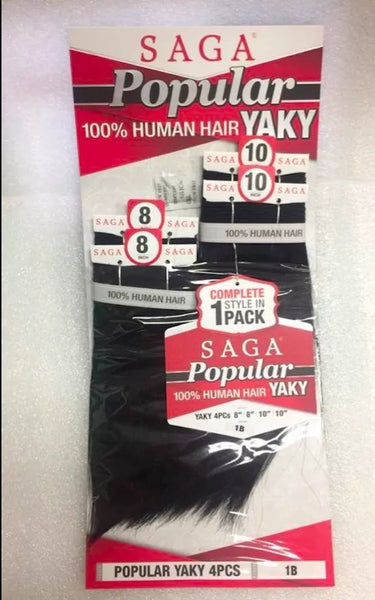 SAGA®
Popular
100% HUMAN HAIR YAKY
SAGA 10 SAGA
SAGA 10 SAGA
INCH
100% HUMAN HAIR
SAGA 8 SAGA
SAGA 8 SAGA
INCH
100% HUMAN HAIR
COMPLETE
1 STYLE IN
PACK
SAGA
Popular
100% HUMAN HAIR YAKY
YAKY 4PCs 8" 8" 10" 10"
1B
POPULAR YAKY 4PCS 1B